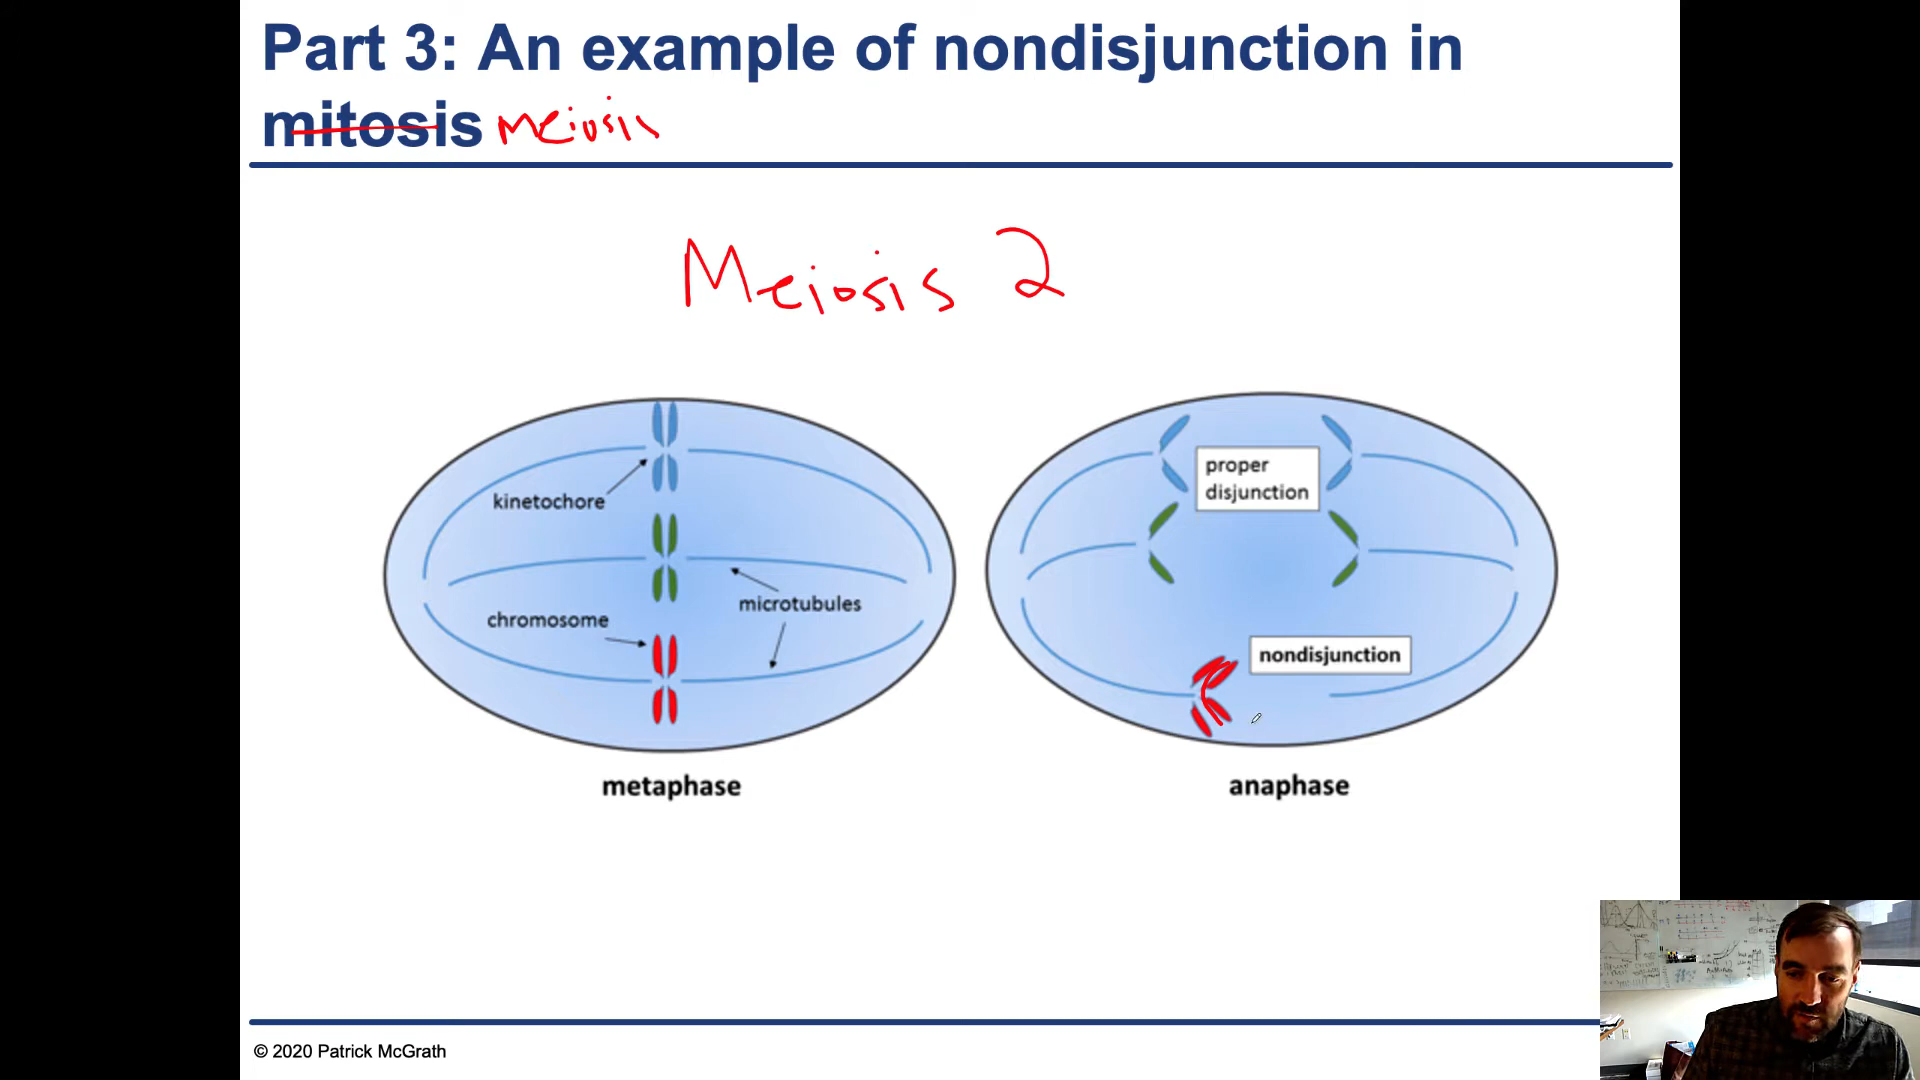 Part 3: An example of nondisjunction in
mitosis meiosis
Meiosis 2
kinetochore
chromosome
microtubules
metaphase
proper
disjunction
nondisjunction
anaphase
© 2020 Patrick McGrath